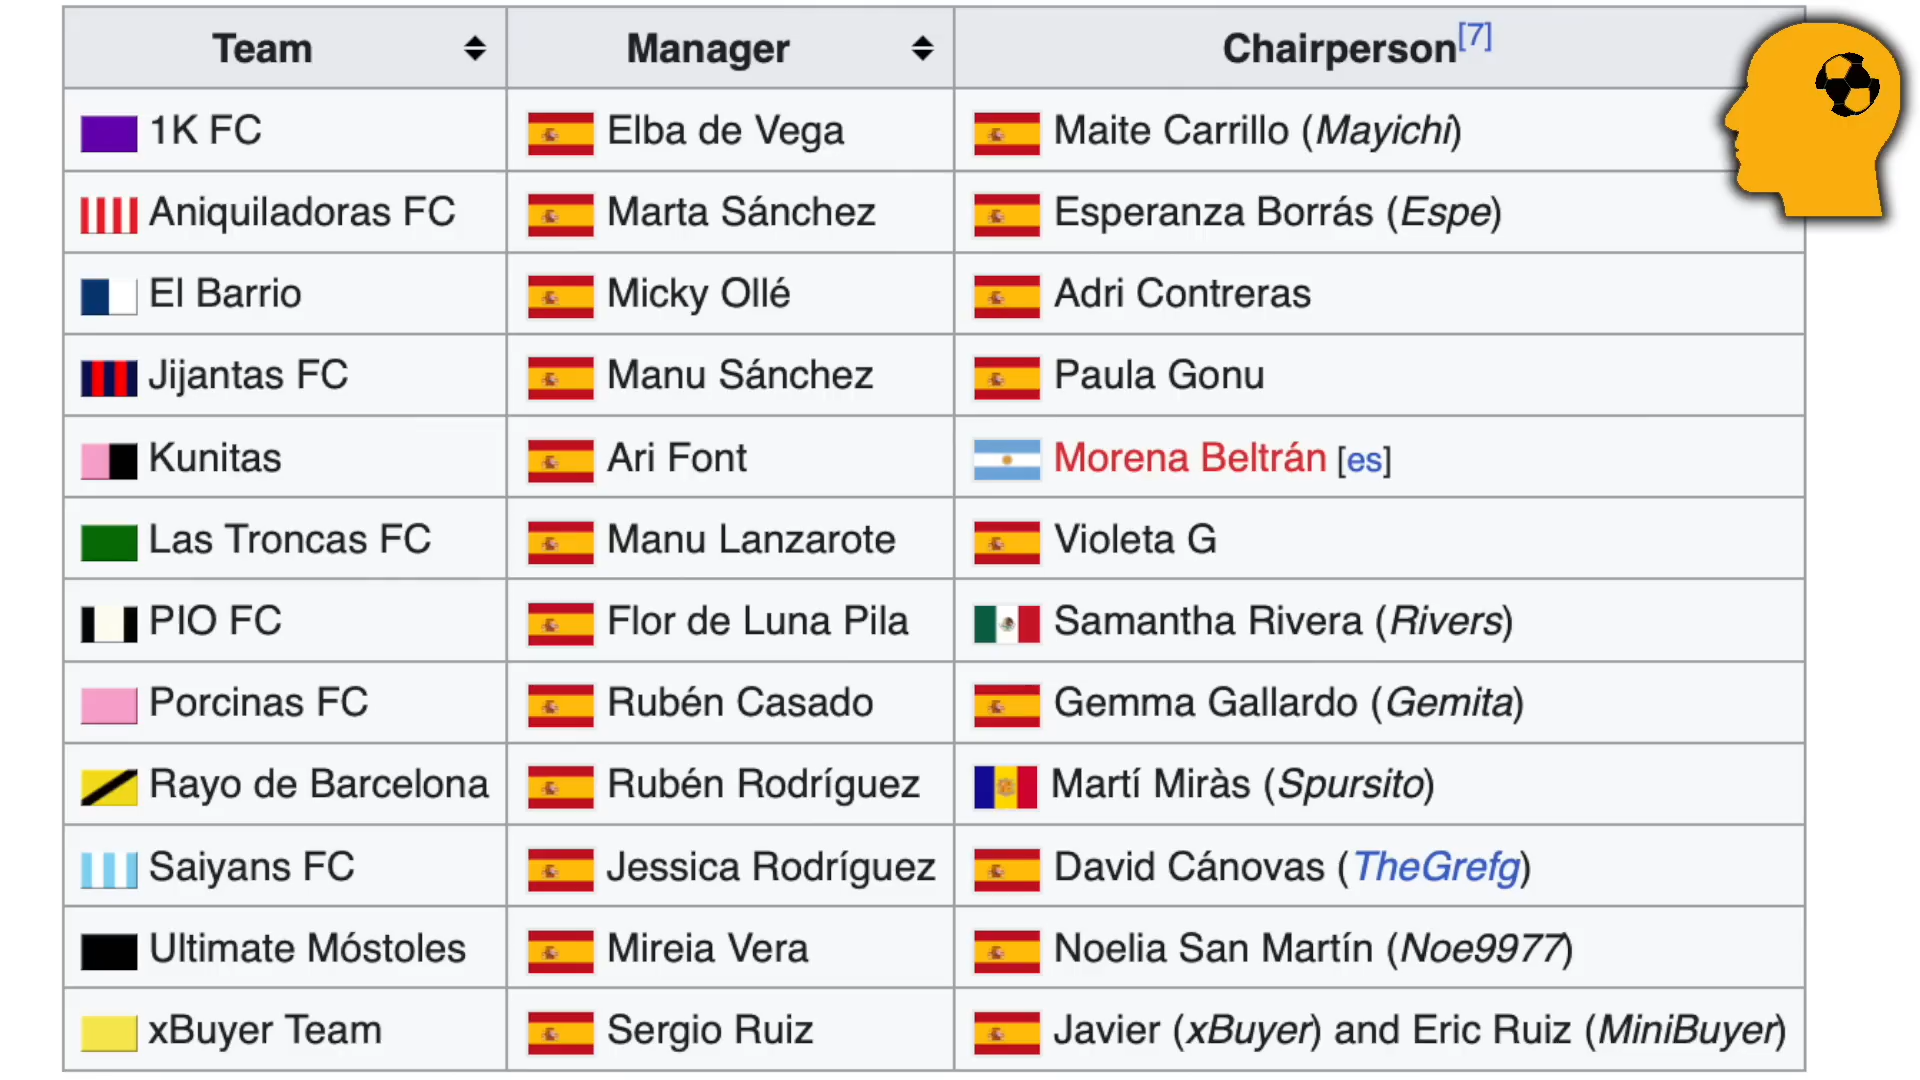 Team Manager Chairperson[7]
1K FC Elba de Vega Maite Carrillo (Mayichi)
Aniquiladoras FC Marta Sánchez Esperanza Borrás (Espe)
El Barrio Micky Ollé Adri Contreras
Jijantas FC Manu Sánchez Paula Gonu
Kunitas Ari Font Morena Beltrán [es]
Las Troncas FC Manu Lanzarote Violeta G
PIO FC Flor de Luna Pila Samantha Rivera (Rivers)
Porcinas FC Rubén Casado Gemma Gallardo (Gemita)
Rayo de Barcelona Rubén Rodríguez Martí Miràs (Spursito)
Saiyans FC Jessica Rodríguez David Cánovas (TheGrefg)
Ultimate Móstoles Mireia Vera Noelia San Martín (Noe9977)
xBuyer Team Sergio Ruiz Javier (xBuyer) and Eric Ruiz (MiniBuyer)